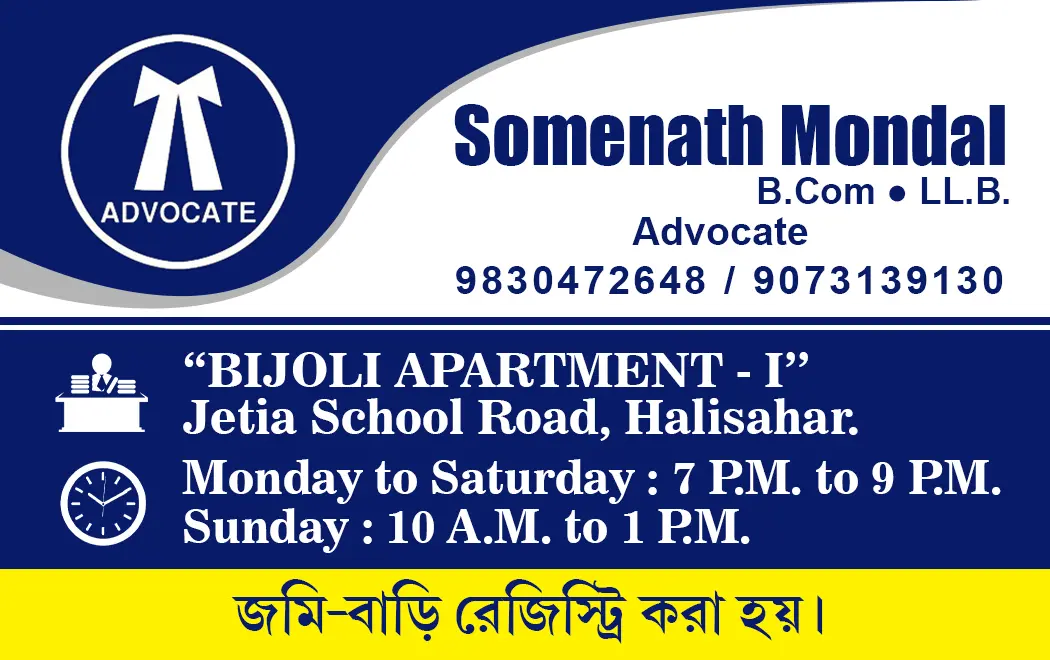 ADVOCATE
Somenath Mondal
B.Com ● LL.B.
Advocate
9830472648 / 9073139130
“BIJOLI APARTMENT - I”
Jetia School Road, Halisahar.
Monday to Saturday : 7 P.M. to 9 P.M.
Sunday : 10 A.M. to 1 P.M.
জমি-বাড়ি রেজিস্ট্রি করা হয়।